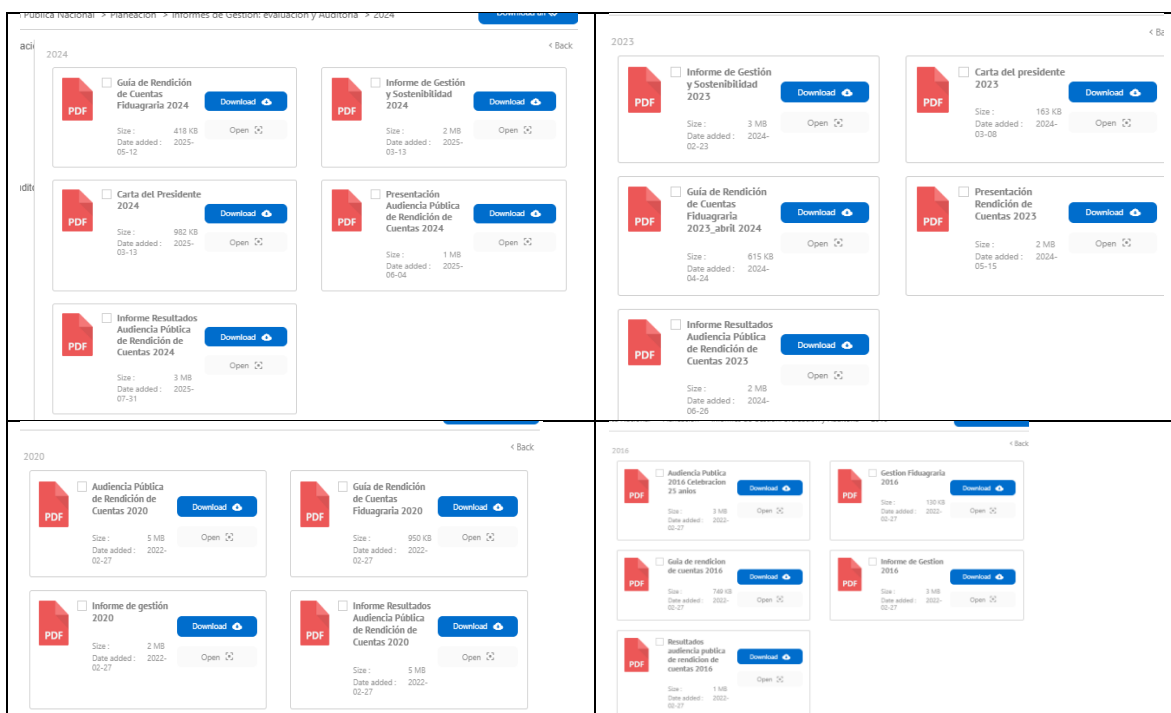 Publica Nacional > Planeación > Informes de Gestión: evaluación y Auditoria > 2024
< Back
2024
PDF
Guía de Rendición
de Cuentas
Fiduagraria 2024
Download
Size : 418 KB
Open
Date added : 2025-
05-12
PDF
Informe de Gestión
y Sostenibilidad
2024
Download
Size : 2 MB
Open
Date added : 2025-
03-13
PDF
Carta del Presidente
2024
Download
Size : 982 KB
Open
Date added : 2025-
03-13
PDF
Presentación
Audiencia Pública
de Rendición de
Cuentas 2024
Download
Size : 1 MB
Open
Date added : 2025-
06-04
PDF
Informe Resultados
Audiencia Pública
de Rendición de
Cuentas 2024
Download
Size : 3 MB
Open
Date added : 2025-
07-31
2023
PDF
Informe de Gestión
y Sostenibilidad
2023
Download
Size : 3 MB
Open
Date added : 2024-
02-23
PDF
Carta del presidente
2023
Download
Size : 163 KB
Open
Date added : 2024-
03-08
PDF
Guía de Rendición
de Cuentas
Fiduagraria
2023_abril 2024
Download
Size : 615 KB
Open
Date added : 2024-
04-24
PDF
Presentación
Rendición de
Cuentas 2023
Download
Size : 2 MB
Open
Date added : 2024-
05-15
PDF
Informe Resultados
Audiencia Pública
de Rendición de
Cuentas 2023
Download
Size : 2 MB
Open
Date added : 2024-
06-26
< Back
2020
PDF
Audiencia Pública
de Rendición de
Cuentas 2020
Download
Size : 5 MB
Open
Date added : 2022-
02-27
PDF
Guía de Rendición
de Cuentas
Fiduagraria 2020
Download
Size : 950 KB
Open
Date added : 2022-
02-27
PDF
Informe de gestión
2020
Download
Size : 2 MB
Open
Date added : 2022-
02-27
PDF
Informe Resultados
Audiencia Pública
de Rendición de
Cuentas 2020
Download
Size : 5 MB
Open
Date added : 2022-
02-27
< Back
2016
PDF
Audiencia Publica
2016 Celebracion
25 anios
Download
Size : 3 MB
Open
Date added : 2022-
02-27
PDF
Gestion Fiduagraria
2016
Download
Size : 130 KB
Open
Date added : 2022-
02-27
PDF
Guia de rendicion
de cuentas 2016
Download
Size : 749 KB
Open
Date added : 2022-
02-27
PDF
Informe de Gestion
2016
Download
Size : 3 MB
Open
Date added : 2022-
02-27
PDF
Resultados
audiencia publica
de rendicion de
cuentas 2016
Download
Size : 1 MB
Open
Date added : 2022-
02-27